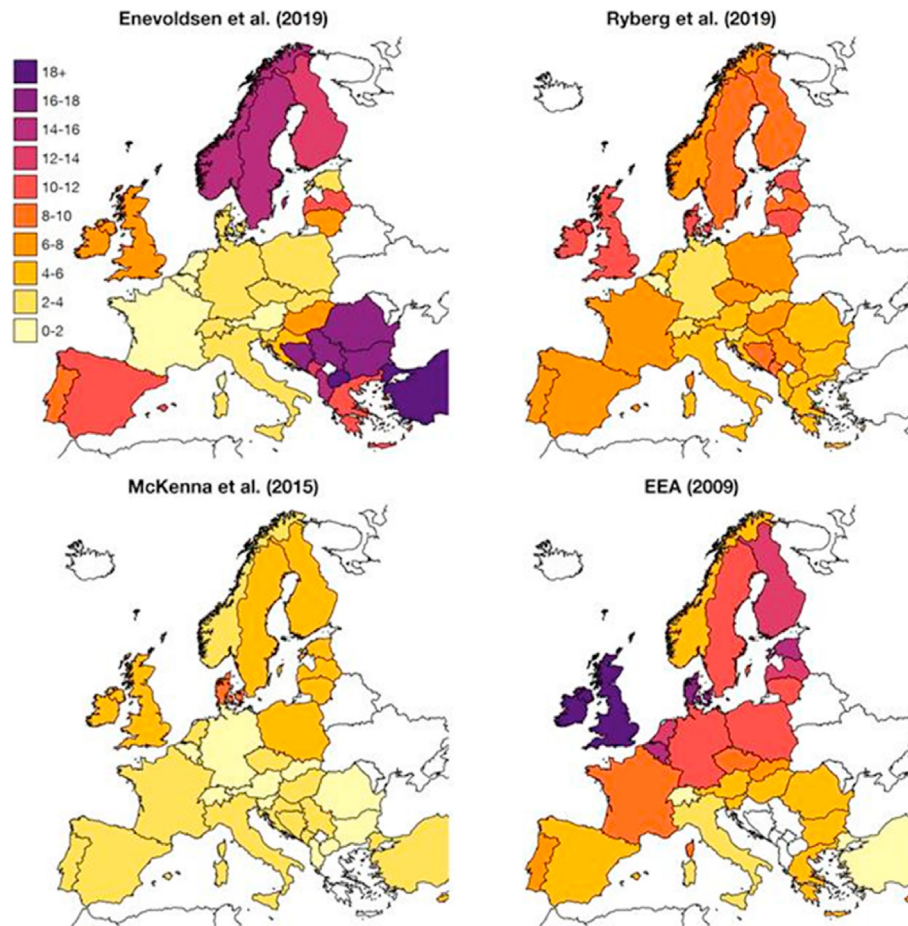 Enevoldsen et al. (2019)
Ryberg et al. (2019)
18+
16-18
14-16
12-14
10-12
8-10
6-8
4-6
2-4
0-2
McKenna et al. (2015)
EEA (2009)